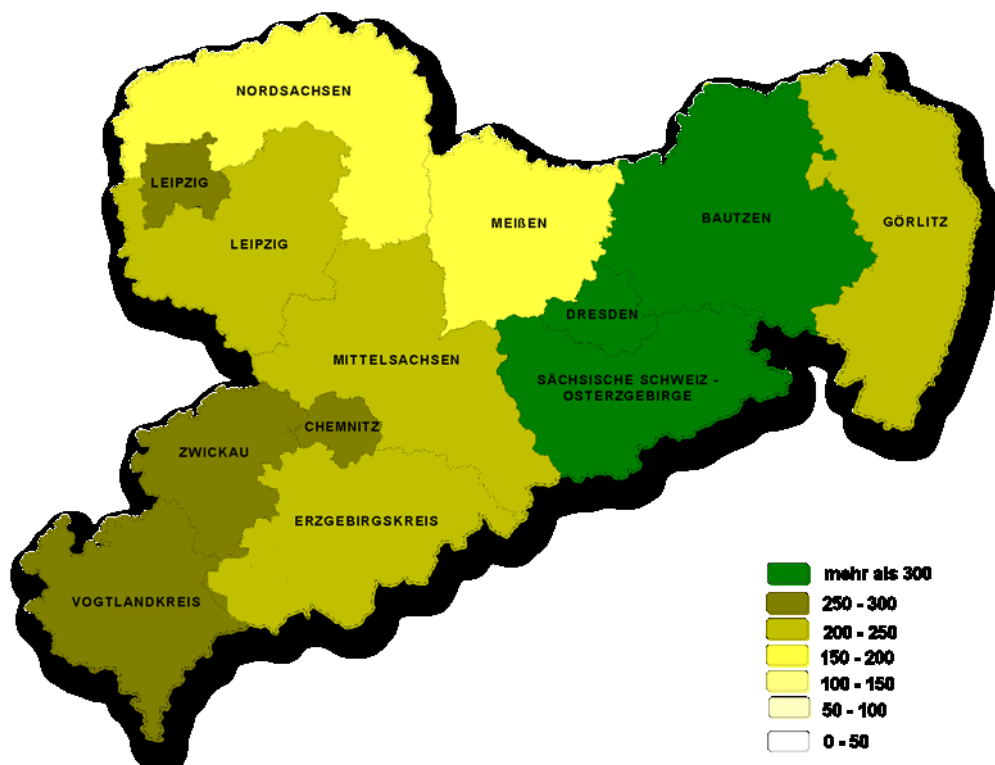 NORDSACHSEN
LEIPZIG
LEIPZIG
MEIßEN
BAUTZEN
GÖRLITZ
DRESDEN
MITTELSACHSEN
SÄCHSISCHE SCHWEIZ -
OSTERZGEBIRGE
CHEMNITZ
ZWICKAU
ERZGEBIRGSKREIS
VOGTLANDKREIS
mehr als 300
250 - 300
200 - 250
150 - 200
100 - 150
50 - 100
0 - 50